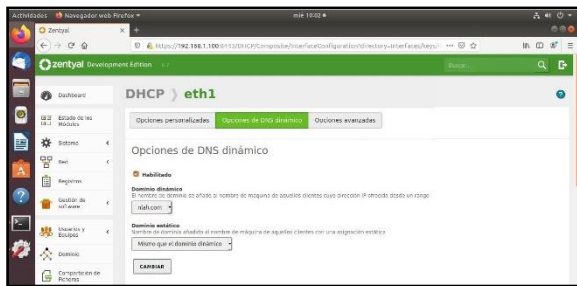 Actividades Navegador web Firefox mié 10:02
Zentyal
https://192.168.1.100:8443/DHCP/Composite/InterfaceConfiguration?directory=Interfaces/keys/
zentyal Development Edition
Buscar...
Dashboard
DHCP eth1
Estado de los Módulos
Opciones personalizadas Opciones de DNS dinámico Opciones avanzadas
Sistema
Opciones de DNS dinámico
Red
Habilitado
Registros
Dominio dinámico
El nombre de dominio se añade al nombre de máquina de aquellos clientes cuya dirección IP ofrecida desde un rango
Gestión de software
Dominio estático
Nombre de dominio añadido al nombre de máquina de aquellos clientes con una asignación estática
Usuarios y Equipos
Mismo que el dominio dinámico
Dominio
CAMBIAR
Compartición de Ficheros